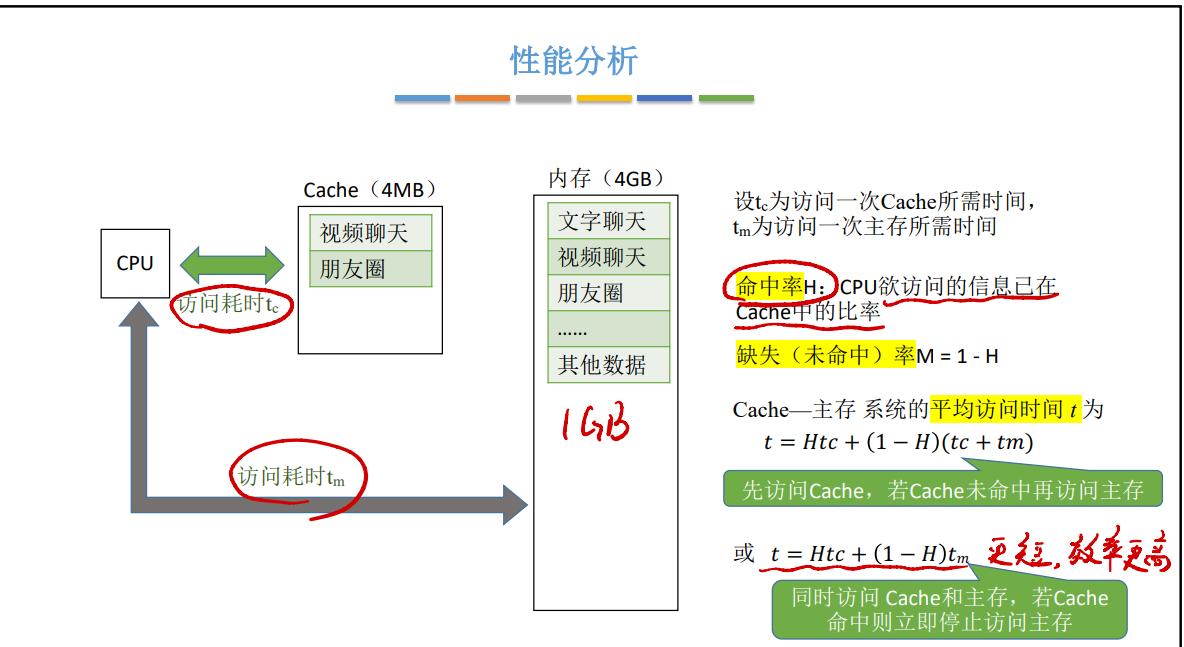 性能分析
Cache（4MB）
内存（4GB）
视频聊天
朋友圈
CPU
访问耗时tc
文字聊天
视频聊天
朋友圈
……
其他数据
1GB
访问耗时tm
设tc为访问一次Cache所需时间，
tm为访问一次主存所需时间
命中率H：CPU欲访问的信息已在
Cache中的比率
缺失（未命中）率M = 1 - H
Cache—主存 系统的平均访问时间 t 为
t = Htc + (1 − H)(tc + tm)
先访问Cache，若Cache未命中再访问主存
或 t = Htc + (1 − H)tm 更短，效率更高
同时访问 Cache和主存，若Cache
命中则立即停止访问主存